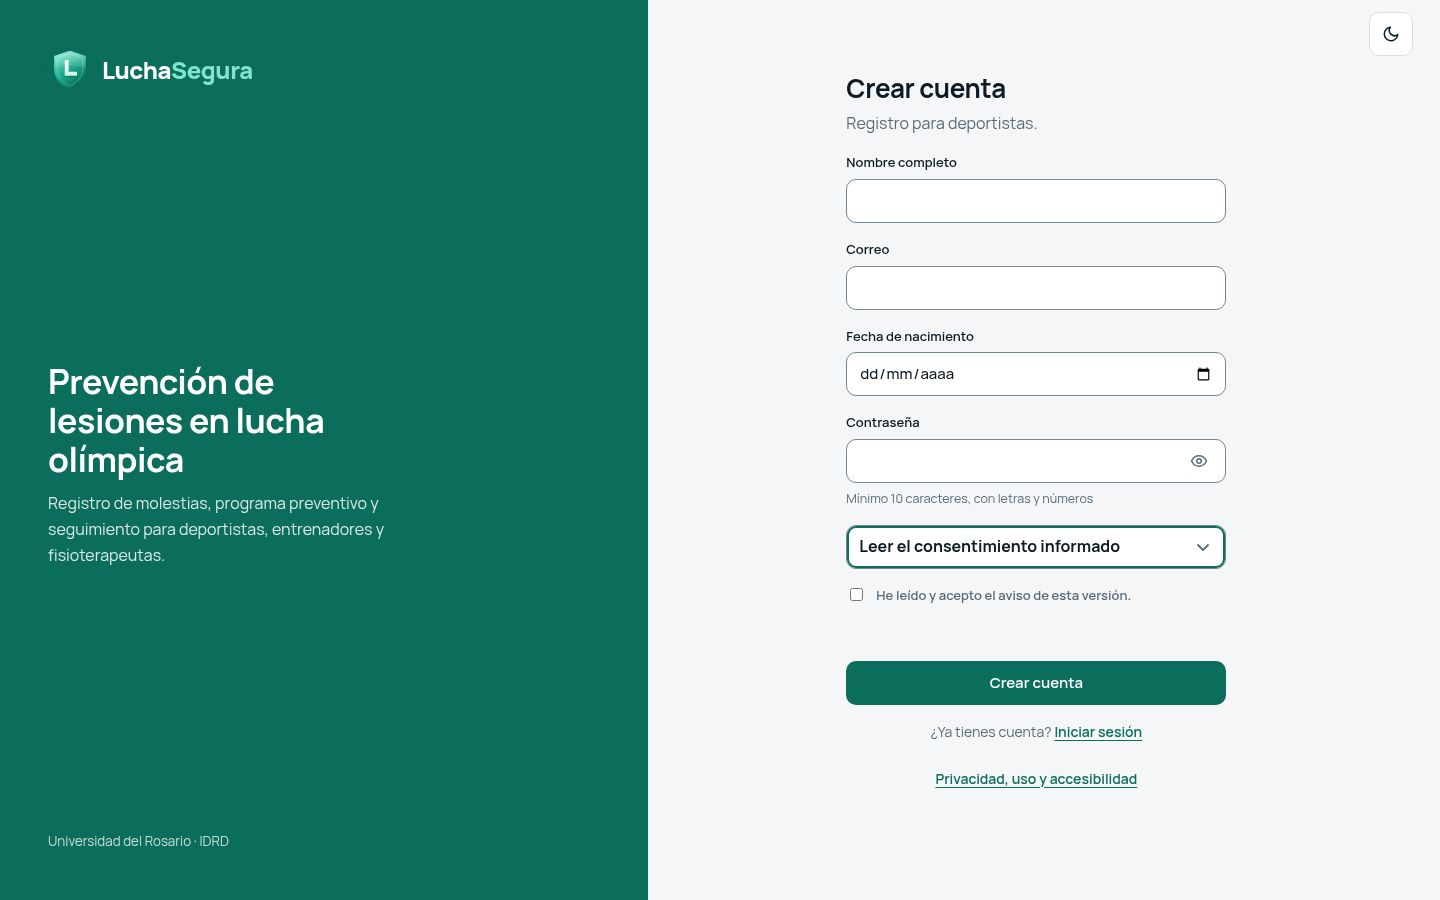 LuchaSegura
Prevención de
lesiones en lucha
olímpica
Registro de molestias, programa preventivo y
seguimiento para deportistas, entrenadores y
fisioterapeutas.
Universidad del Rosario · IDRD
Crear cuenta
Registro para deportistas.
Nombre completo
Correo
Fecha de nacimiento
dd/mm/aaaa
Contraseña
Mínimo 10 caracteres, con letras y números
Leer el consentimiento informado
He leído y acepto el aviso de esta versión.
Crear cuenta
¿Ya tienes cuenta? Iniciar sesión
Privacidad, uso y accesibilidad